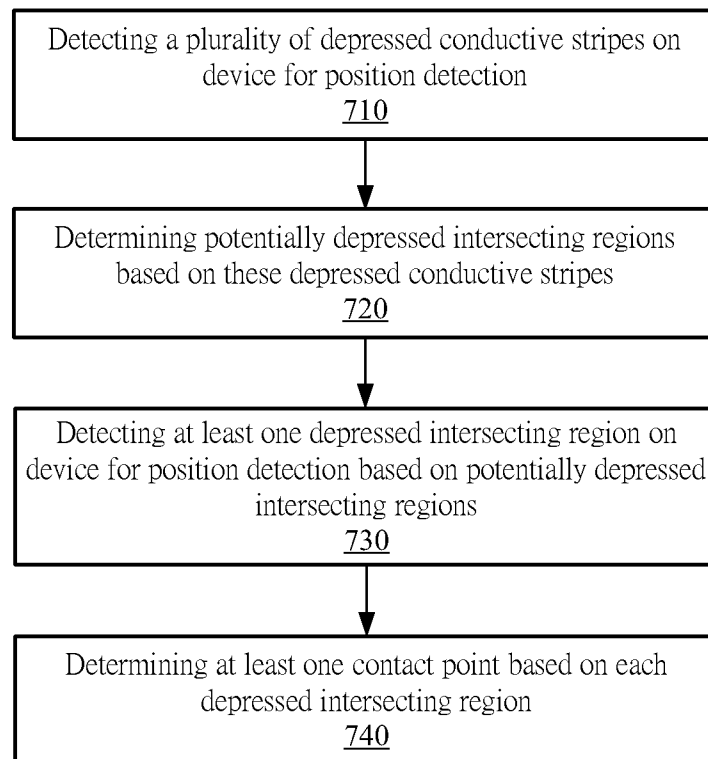 Detecting a plurality of depressed conductive stripes on
device for position detection
710
Determining potentially depressed intersecting regions
based on these depressed conductive stripes
720
Detecting at least one depressed intersecting region on
device for position detection based on potentially depressed
intersecting regions
730
Determining at least one contact point based on each
depressed intersecting region
740